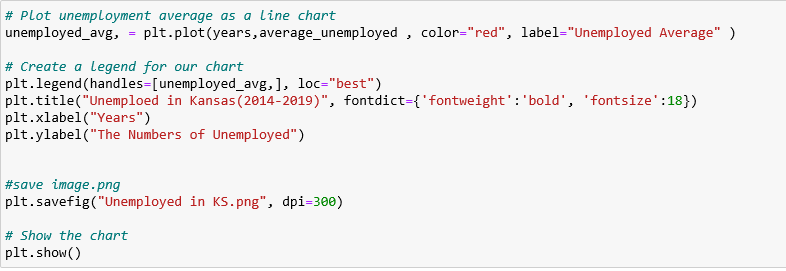 # Plot unemployment average as a line chart
unemployed_avg, = plt.plot(years,average_unemployed , color="red", label="Unemployed Average" )
# Create a legend for our chart
plt.legend(handles=[unemployed_avg,], loc="best")
plt.title("Unemploed in Kansas(2014-2019)", fontdict={'fontweight':'bold', 'fontsize':18})
plt.xlabel("Years")
plt.ylabel("The Numbers of Unemployed")
#save image.png
plt.savefig("Unemployed in KS.png", dpi=300)
# Show the chart
plt.show()